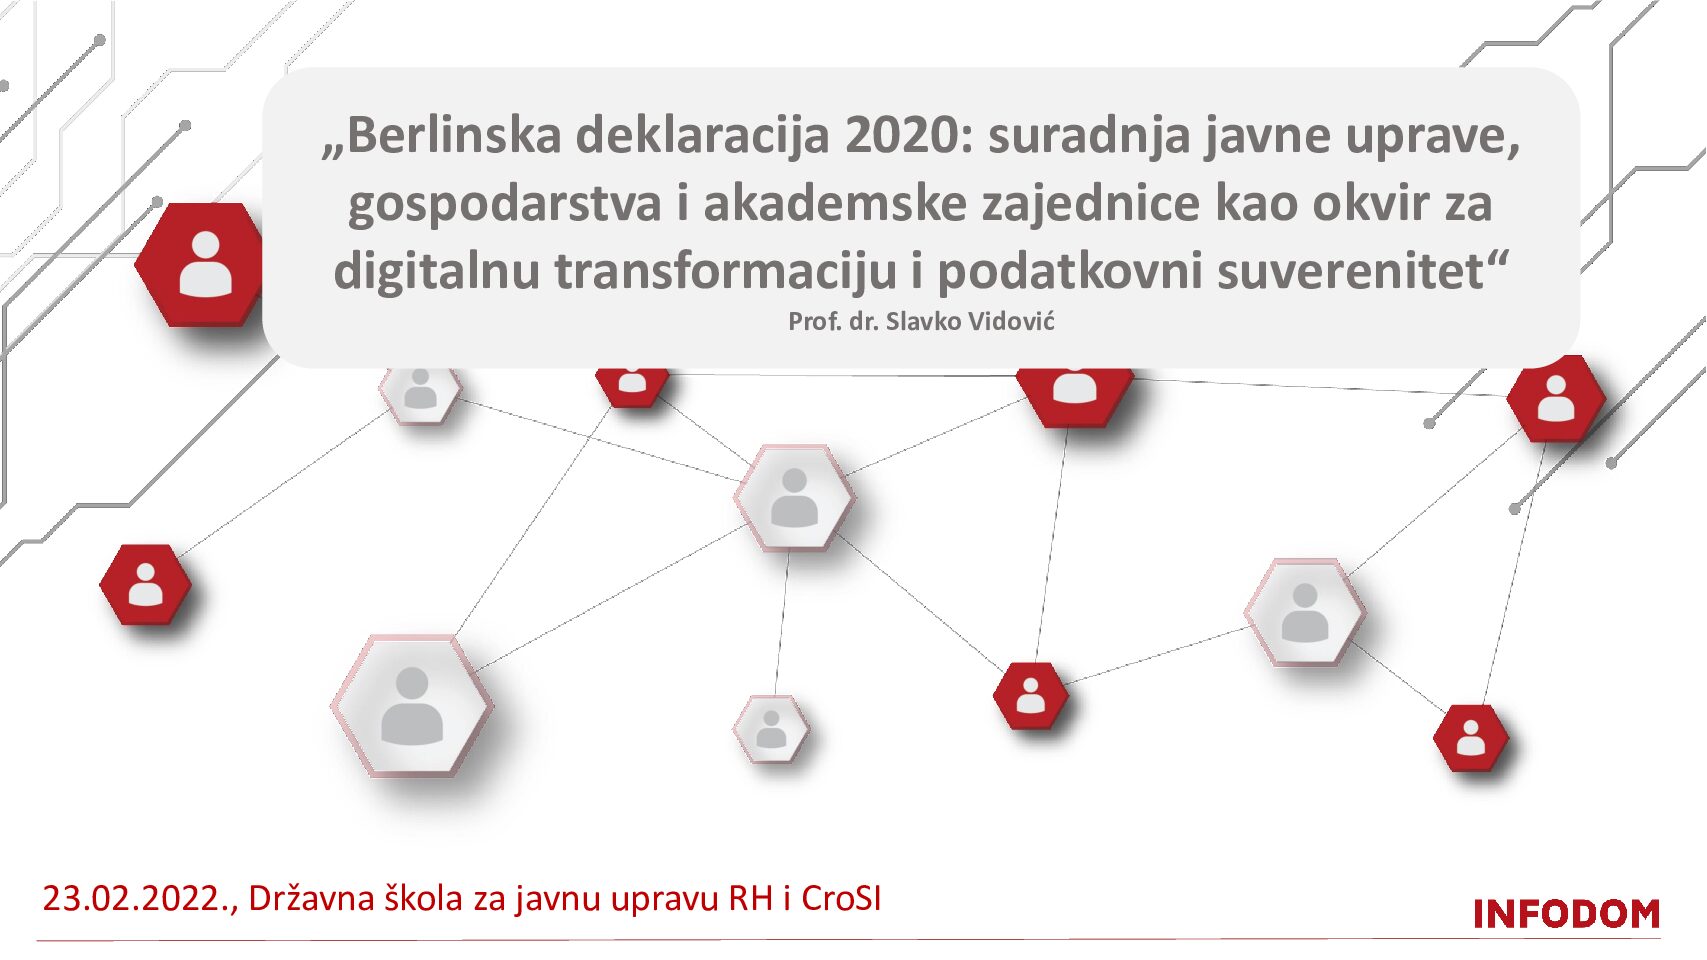 „Berlinska deklaracija 2020: suradnja javne uprave,
gospodarstva i akademske zajednice kao okvir za
digitalnu transformaciju i podatkovni suverenitet“
Prof. dr. Slavko Vidović
23.02.2022., Državna škola za javnu upravu RH i CroSI
INFODOM